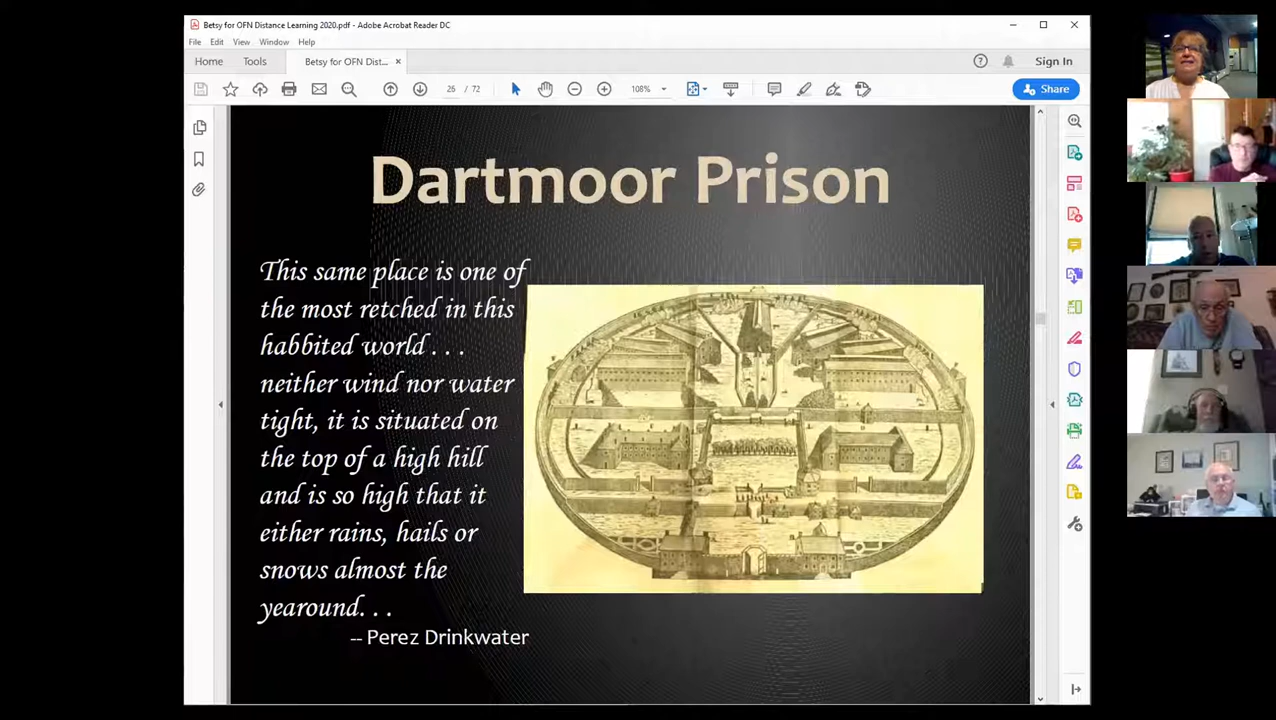 Betsy for OFN Distance Learning 2020.pdf - Adobe Acrobat Reader DC
File Edit View Window Help
Home Tools Betsy for OFN Dist... × Sign In
26 / 72 108% Share
Dartmoor Prison
This same place is one of
the most retched in this
habbited world . . .
neither wind nor water
tight, it is situated on
the top of a high hill
and is so high that it
either rains, hails or
snows almost the
yearound. . .
-- Perez Drinkwater